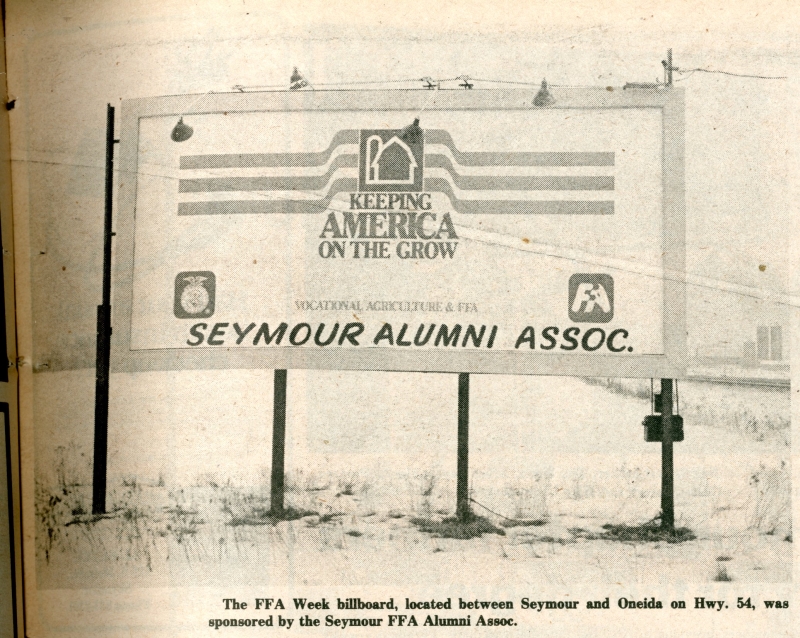 KEEPING
AMERICA
ON THE GROW
VOCATIONAL AGRICULTURE & FFA
SEYMOUR ALUMNI ASSOC.
The FFA Week billboard, located between Seymour and Oneida on Hwy. 54, was
sponsored by the Seymour FFA Alumni Assoc.